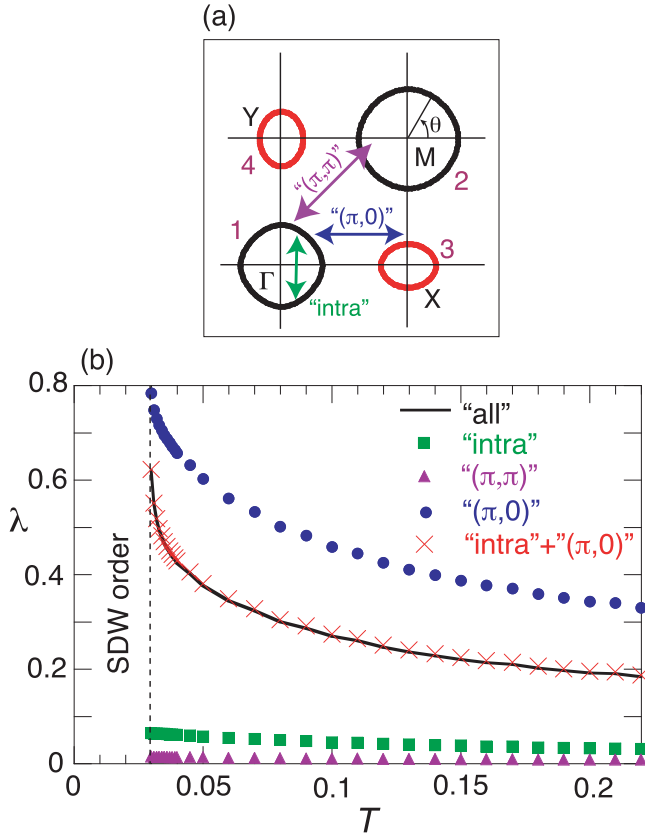 (a)
Y
θ
M
4
“(π,π)”
2
1
“(π,0)”
3
Γ
“intra”
X
(b)
0.8
“all”
“intra”
“(π,π)”
0.6
“(π,0)”
“intra”+”(π,0)”
λ
0.4
SDW order
0.2
0
0 0.05 0.1 0.15 0.2
T